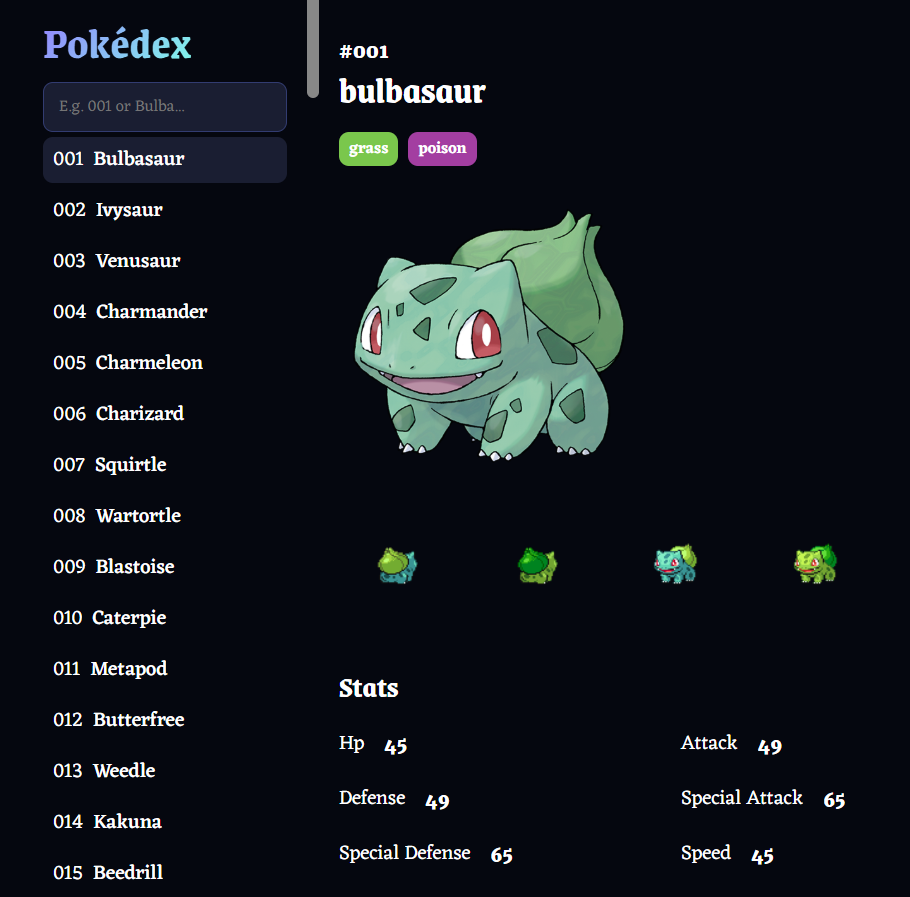 Pokédex
E.g. 001 or Bulba...
001 Bulbasaur
002 Ivysaur
003 Venusaur
004 Charmander
005 Charmeleon
006 Charizard
007 Squirtle
008 Wartortle
009 Blastoise
010 Caterpie
011 Metapod
012 Butterfree
013 Weedle
014 Kakuna
015 Beedrill
#001
bulbasaur
grass poison
Stats
Hp 45 Attack 49
Defense 49 Special Attack 65
Special Defense 65 Speed 45